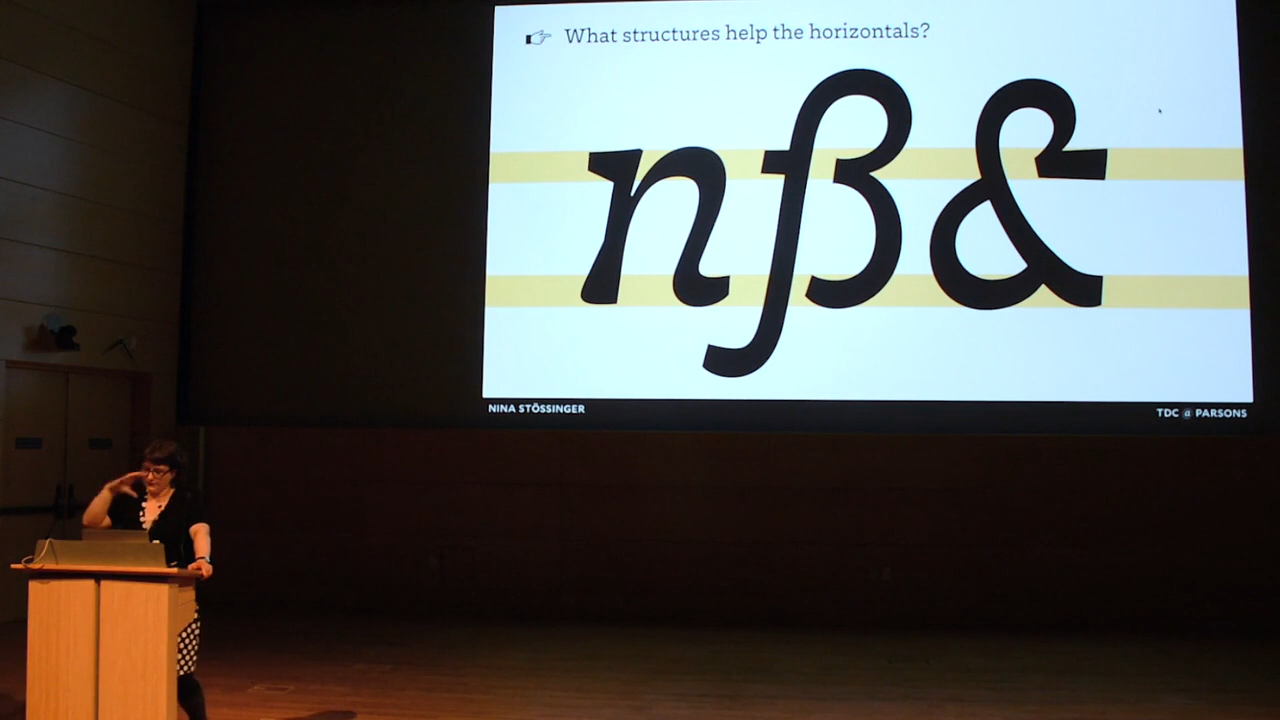 ☞ What structures help the horizontals?
nß&
NINA STÖSSINGER
TDC @ PARSONS